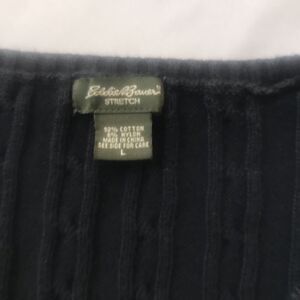 Eddie Bauer
STRETCH
92% COTTON
8% NYLON
MADE IN CHINA
SEE SIDE FOR CARE
L